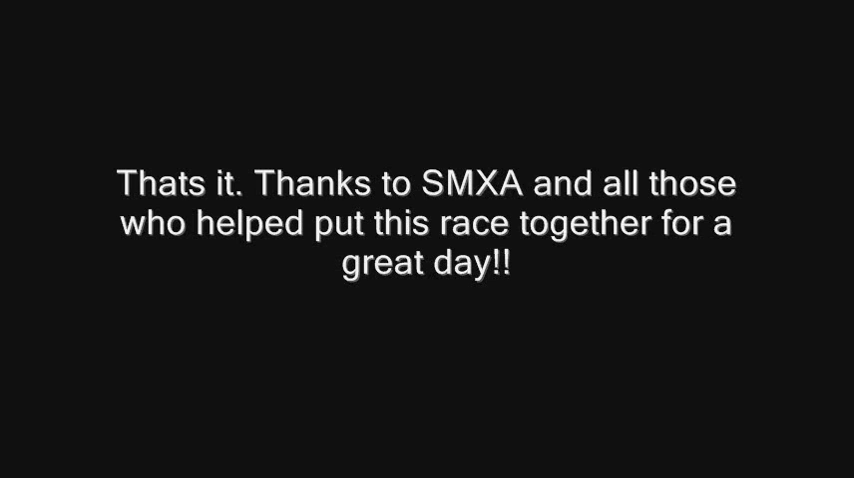 Thats it. Thanks to SMXA and all those
who helped put this race together for a
great day!!